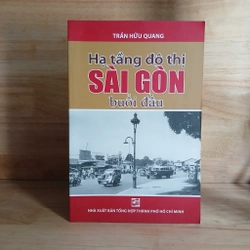 TRẦN HỮU QUANG
Hạ tầng đô thị
SÀI GÒN
buổi đầu
NHÀ XUẤT BẢN TỔNG HỢP THÀNH PHỐ HỒ CHÍ MINH